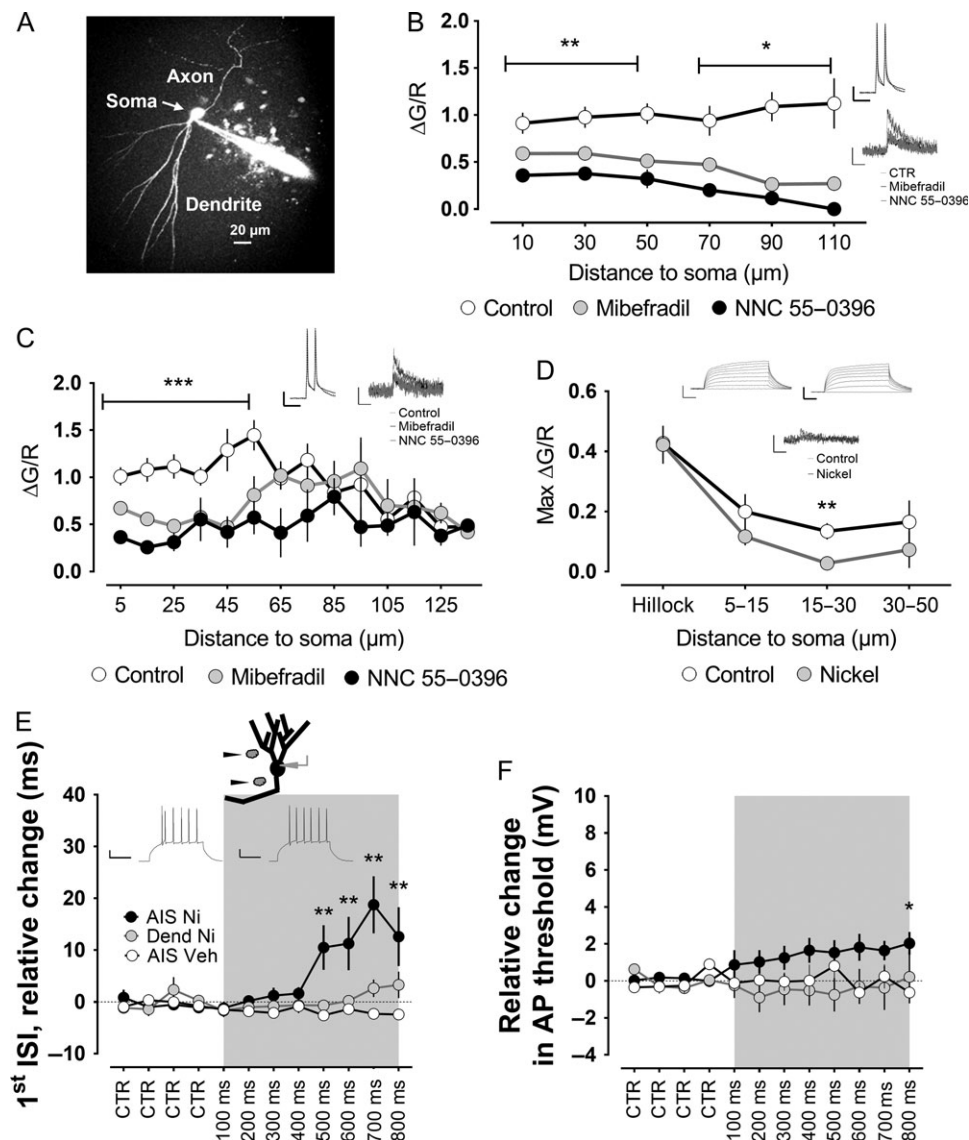 A
Axon
Soma
Dendrite
20 μm
B
ΔG/R
2.0
1.5
1.0
0.5
0.0
**
*
CTR
Mibefradil
NNC 55–0396
10 30 50 70 90 110
Distance to soma (μm)
Control Mibefradil NNC 55–0396
C
ΔG/R
2.0
1.5
1.0
0.5
0.0
***
Control
Mibefradil
NNC 55–0396
5 25 45 65 85 105 125
Distance to soma (μm)
Control Mibefradil NNC 55–0396
D
Max ΔG/R
0.6
0.4
0.2
0.0
Control
Nickel
**
Hillock 5–15 15–30 30–50
Distance to soma (μm)
Control Nickel
E
1st ISI, relative change (ms)
40
30
20
10
0
−10
AIS Ni
Dend Ni
AIS Veh
** ** ** **
CTR CTR CTR CTR 100 ms 200 ms 300 ms 400 ms 500 ms 600 ms 700 ms 800 ms
F
Relative change
in AP threshold (mV)
10
8
6
4
2
0
−2
−4
*
CTR CTR CTR CTR 100 ms 200 ms 300 ms 400 ms 500 ms 600 ms 700 ms 800 ms